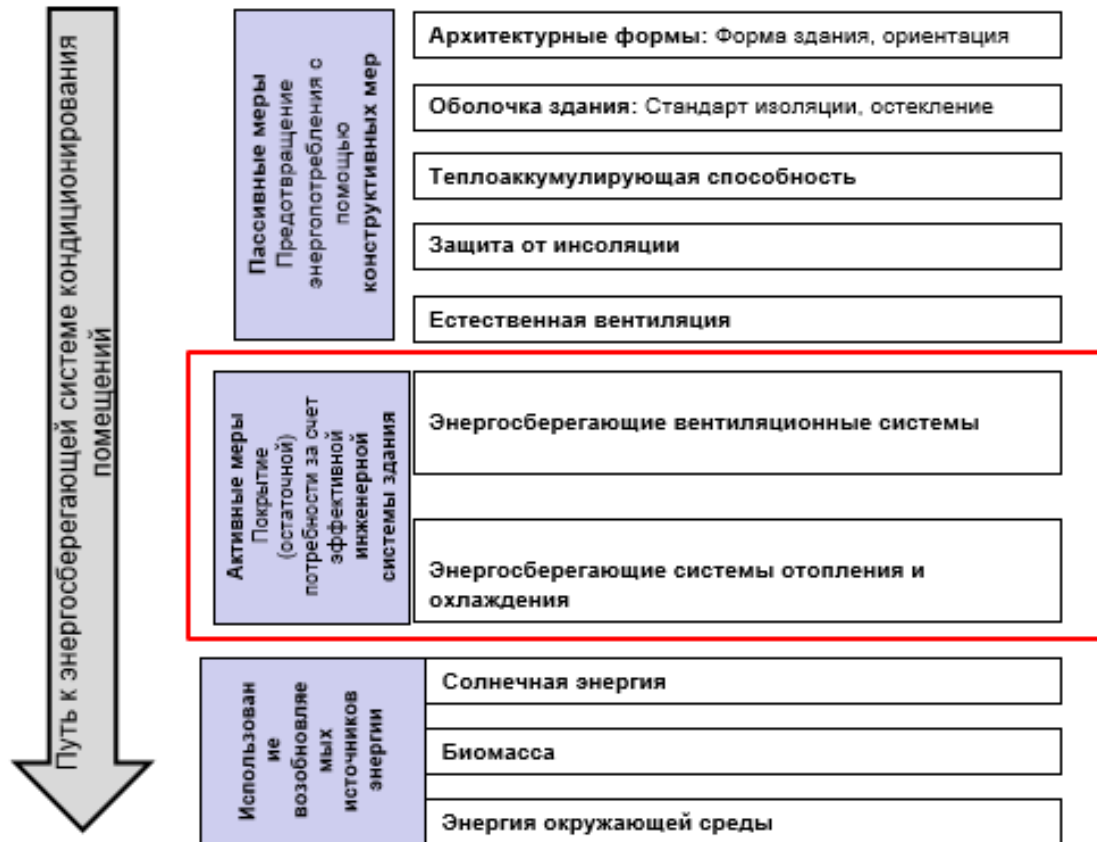 Путь к энергосберегающей системе кондиционирования
помещений
Пассивные меры
Предотвращение
энергопотребления с
помощью
конструктивных мер
Архитектурные формы: Форма здания, ориентация
Оболочка здания: Стандарт изоляции, остекление
Теплоаккумулирующая способность
Защита от инсоляции
Естественная вентиляция
Активные меры
Покрытие
(остаточной)
потребности за счет
эффективной
инженерной
системы здания
Энергосберегающие вентиляционные системы
Энергосберегающие системы отопления и
охлаждения
Использован
ие
возобновляе
мых
источников
энергии
Солнечная энергия
Биомасса
Энергия окружающей среды